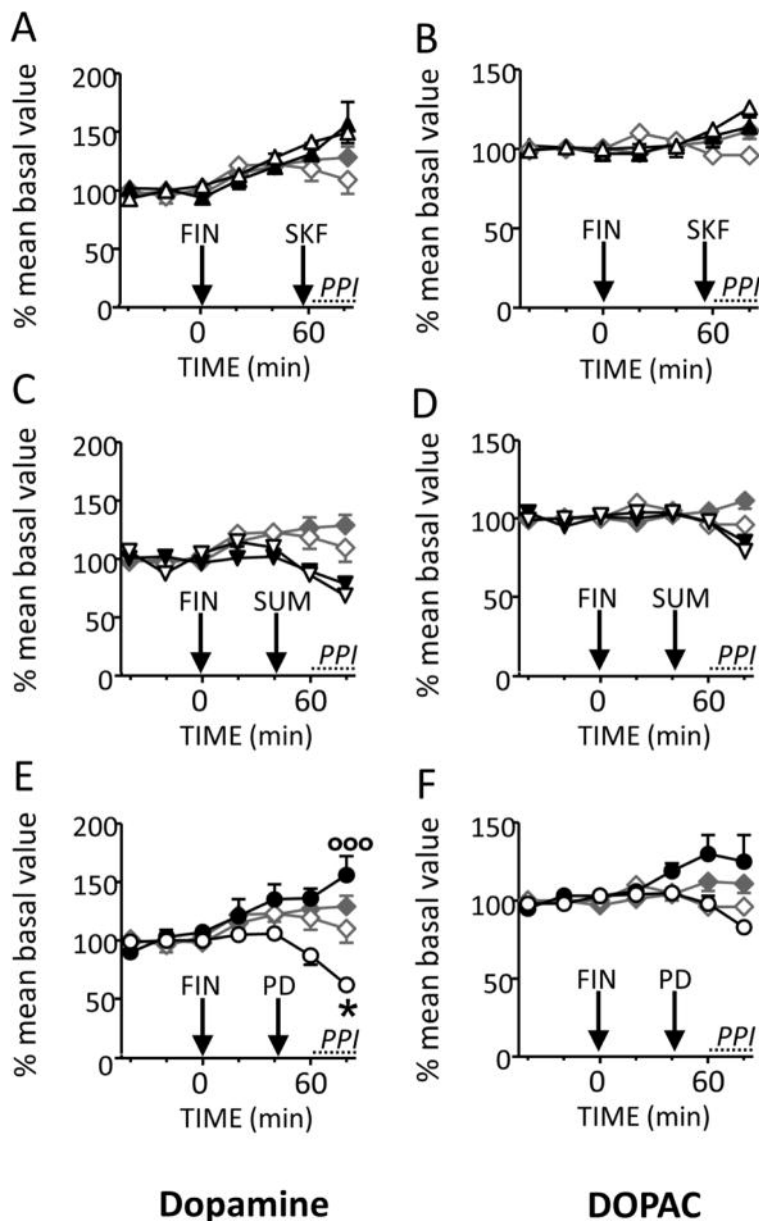 A
% mean basal value
200
150
100
50
0
FIN
SKF
PPI
0
60
TIME (min)
B
% mean basal value
150
100
50
0
FIN
SKF
PPI
0
60
TIME (min)
C
% mean basal value
200
150
100
50
0
FIN
SUM
PPI
0
60
TIME (min)
D
% mean basal value
150
100
50
0
FIN
SUM
PPI
0
60
TIME (min)
E
% mean basal value
200
150
100
50
0
°°°
FIN
PD
*
PPI
0
60
TIME (min)
F
% mean basal value
150
100
50
0
FIN
PD
PPI
0
60
TIME (min)
Dopamine
DOPAC